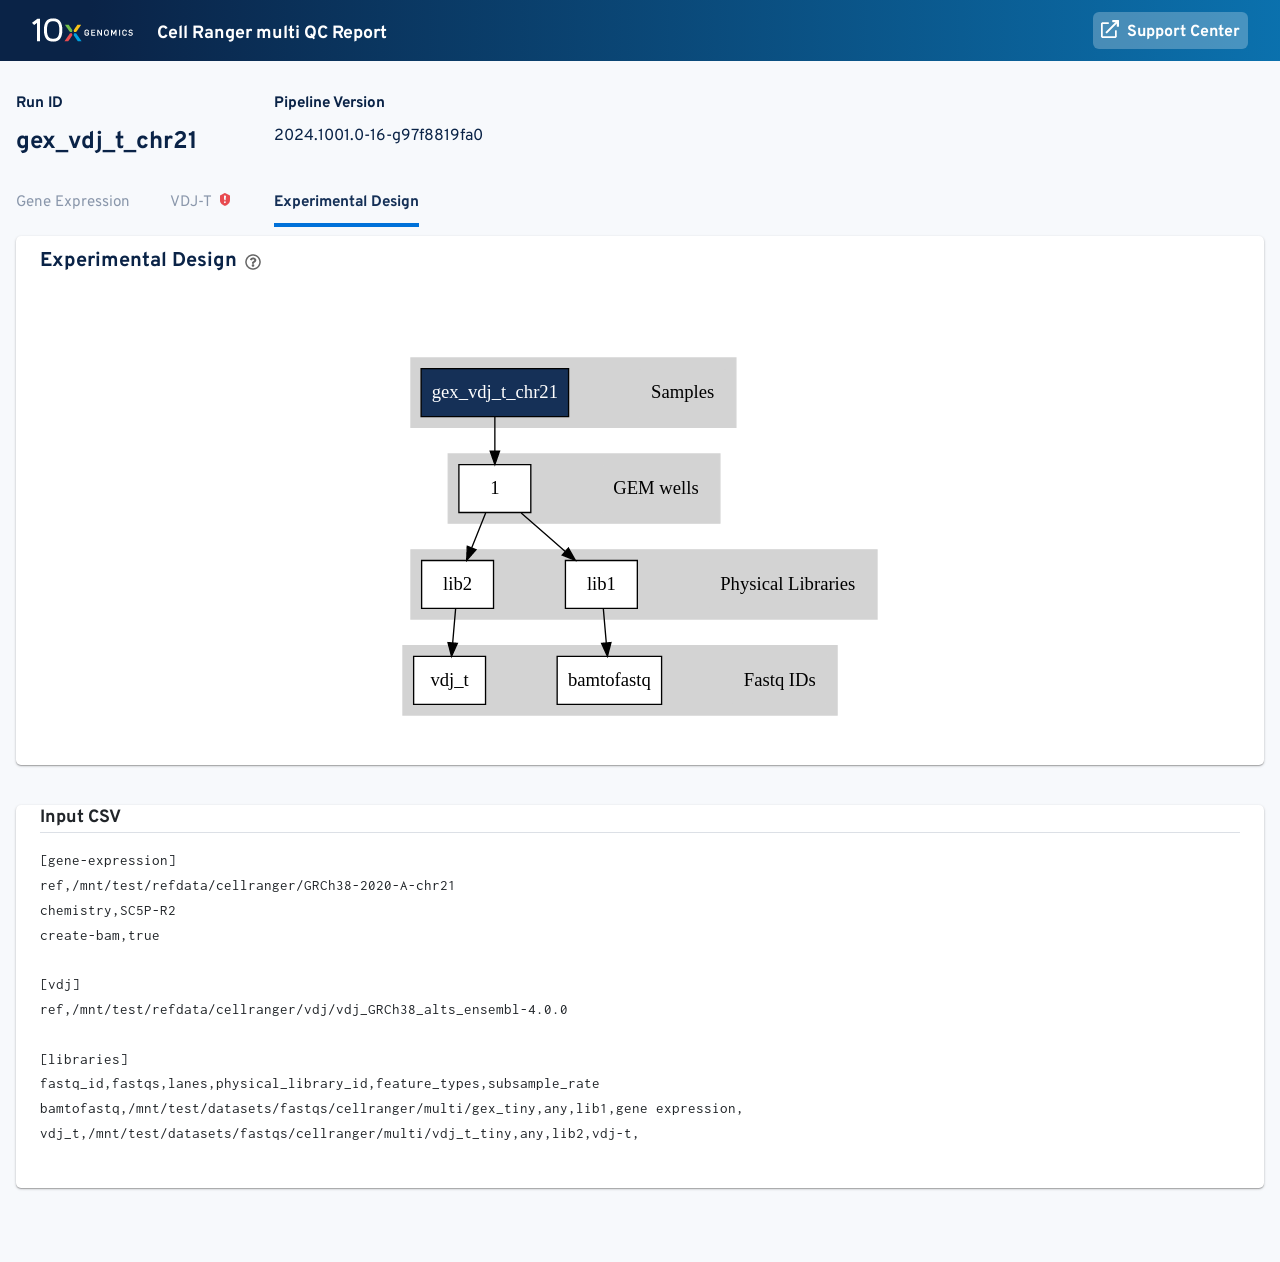 10x GENOMICS Cell Ranger multi QC Report Support Center
Run ID Pipeline Version
gex_vdj_t_chr21 2024.1001.0-16-g97f8819fa0
Gene Expression VDJ-T Experimental Design
Experimental Design
gex_vdj_t_chr21 Samples
1 GEM wells
lib2 lib1 Physical Libraries
vdj_t bamtofastq Fastq IDs
Input CSV
[gene-expression]
ref,/mnt/test/refdata/cellranger/GRCh38-2020-A-chr21
chemistry,SC5P-R2
create-bam,true
[vdj]
ref,/mnt/test/refdata/cellranger/vdj/vdj_GRCh38_alts_ensembl-4.0.0
[libraries]
fastq_id,fastqs,lanes,physical_library_id,feature_types,subsample_rate
bamtofastq,/mnt/test/datasets/fastqs/cellranger/multi/gex_tiny,any,lib1,gene expression,
vdj_t,/mnt/test/datasets/fastqs/cellranger/multi/vdj_t_tiny,any,lib2,vdj-t,